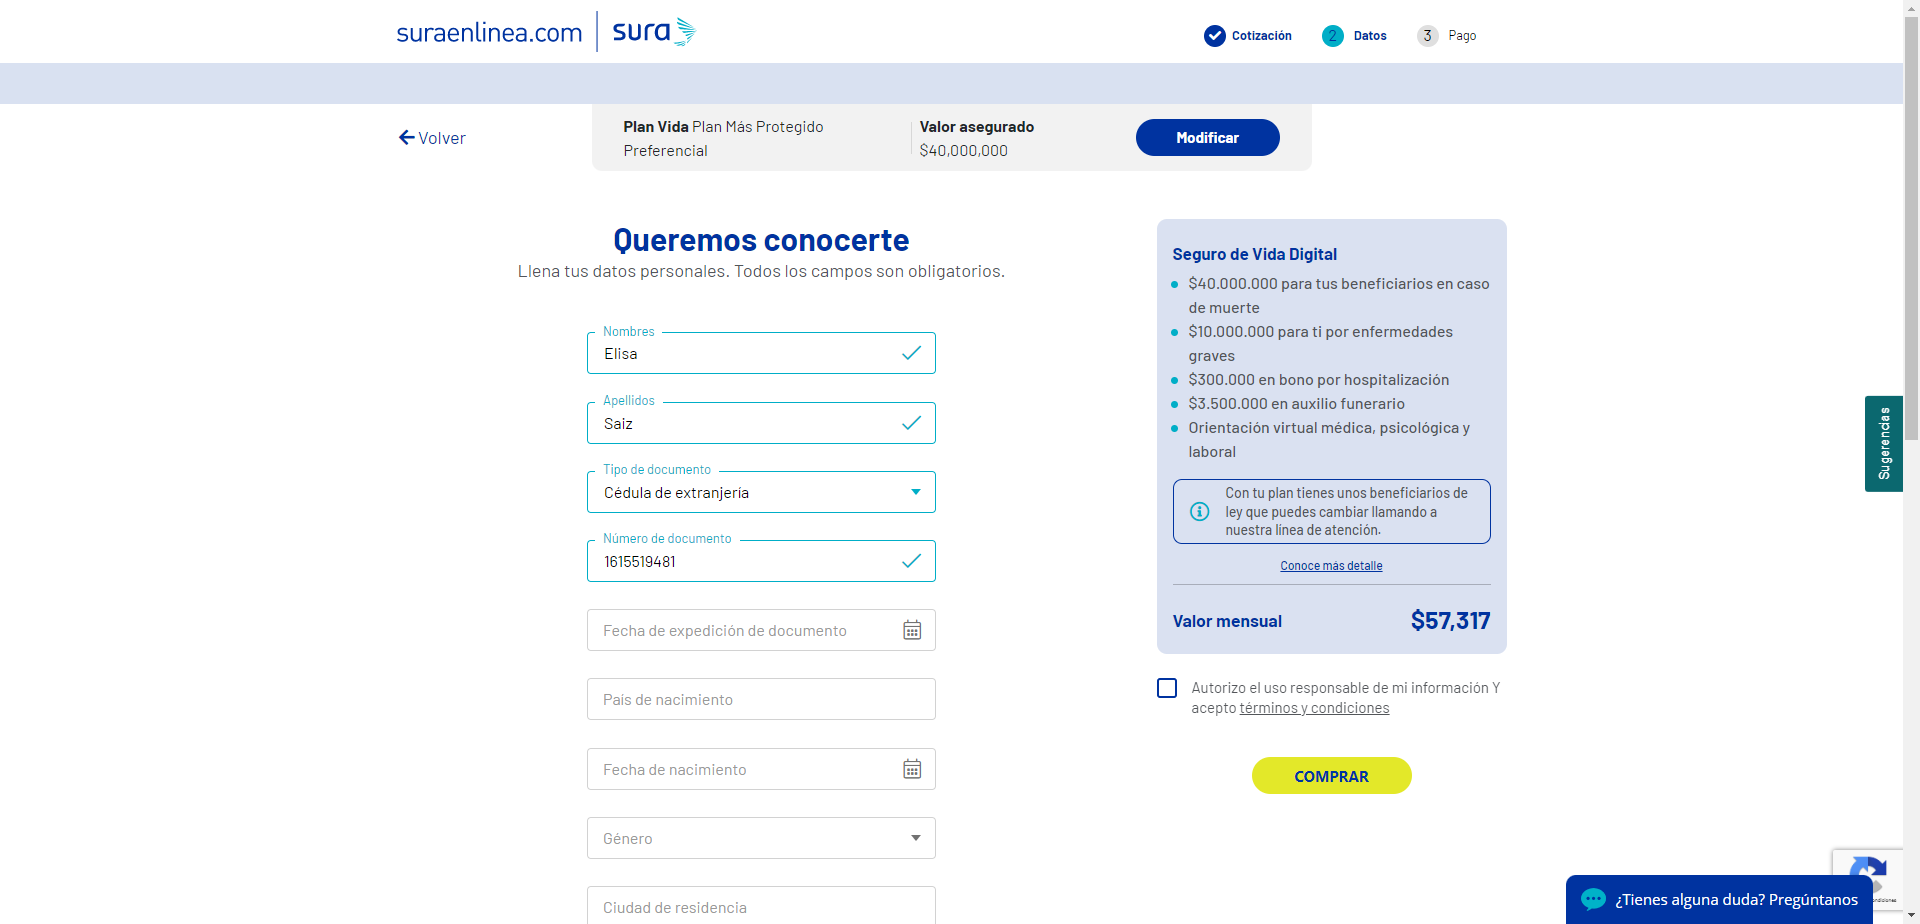 suraenlinea.com
sura
Cotización
2 Datos
3 Pago
Volver
Plan Vida Plan Más Protegido
Preferencial
Valor asegurado
$40,000,000
Modificar
Queremos conocerte
Llena tus datos personales. Todos los campos son obligatorios.
Nombres
Elisa
Apellidos
Saiz
Tipo de documento
Cédula de extranjería
Número de documento
1615519481
Fecha de expedición de documento
País de nacimiento
Fecha de nacimiento
Género
Ciudad de residencia
Seguro de Vida Digital
$40.000.000 para tus beneficiarios en caso
de muerte
$10.000.000 para ti por enfermedades
graves
$300.000 en bono por hospitalización
$3.500.000 en auxilio funerario
Orientación virtual médica, psicológica y
laboral
Con tu plan tienes unos beneficiarios de
ley que puedes cambiar llamando a
nuestra línea de atención.
Conoce más detalle
Valor mensual
$57,317
Autorizo el uso responsable de mi información Y
acepto términos y condiciones
COMPRAR
Sugerencias
¿Tienes alguna duda? Pregúntanos